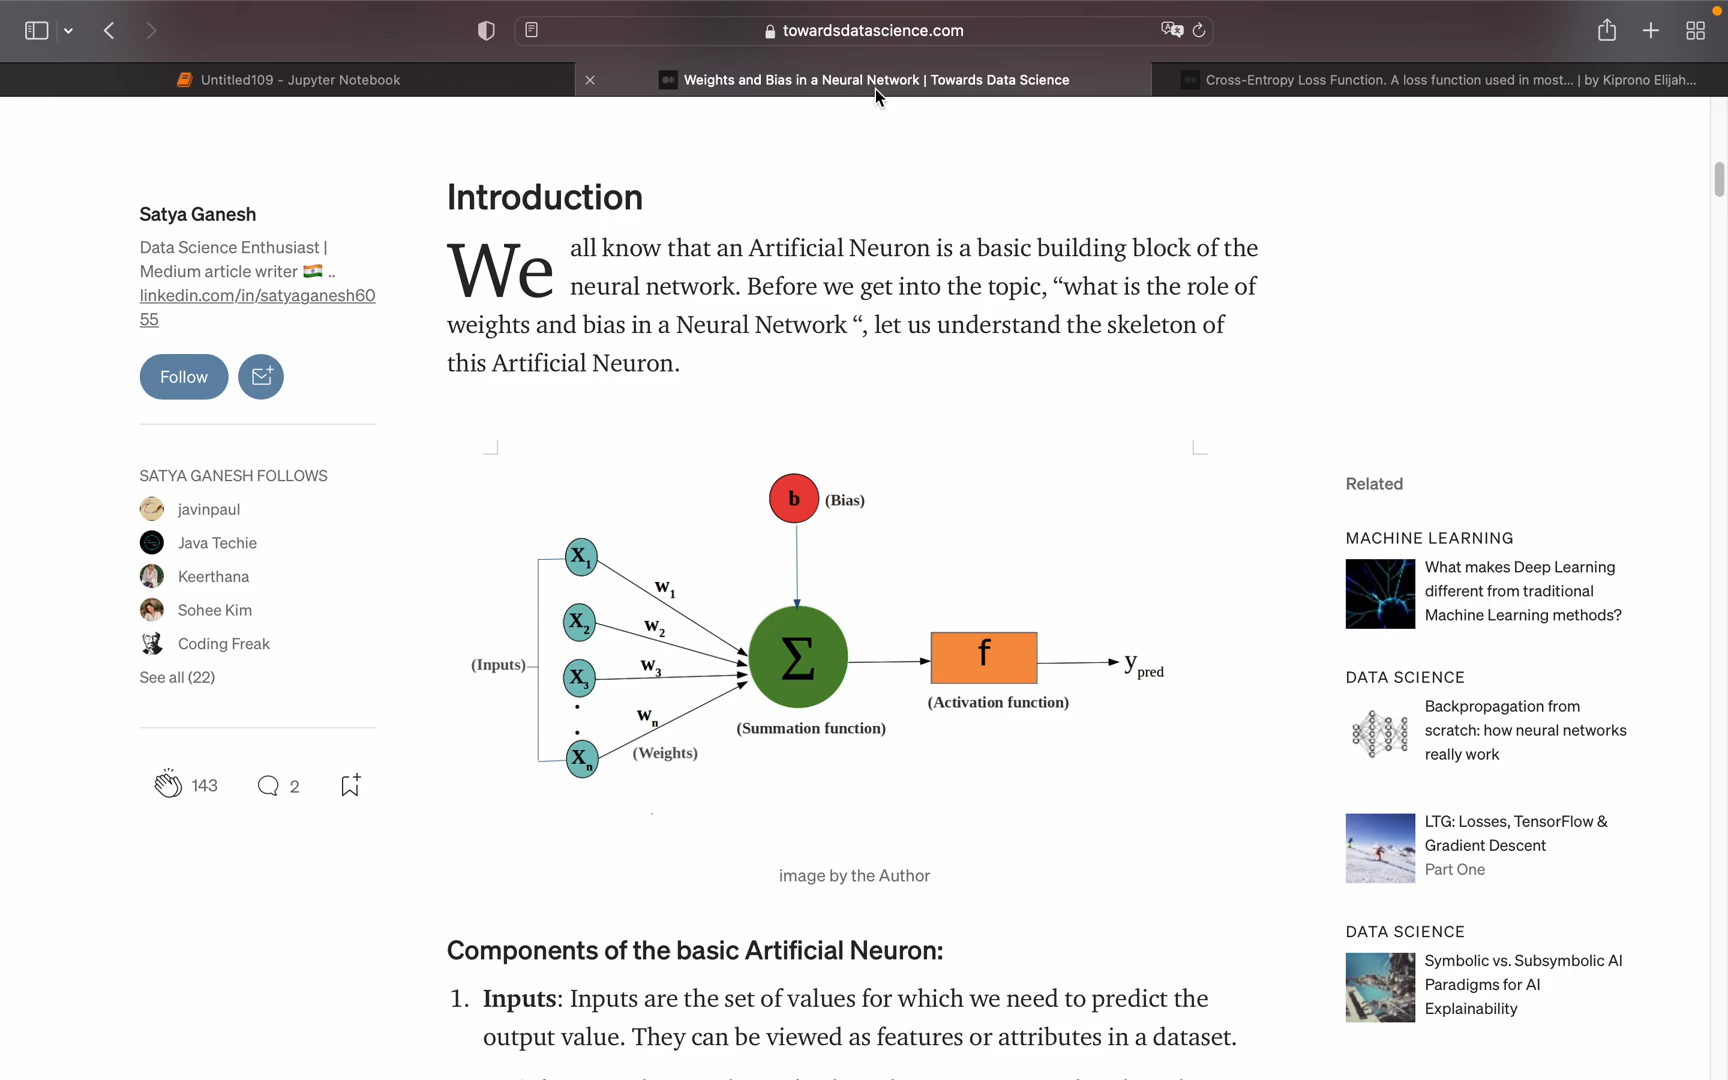 towardsdatascience.com
Untitled109 - Jupyter Notebook
Weights and Bias in a Neural Network | Towards Data Science
Cross-Entropy Loss Function. A loss function used in most... | by Kiprono Elijah...
Satya Ganesh
Data Science Enthusiast |
Medium article writer 🇮🇳 ..
linkedin.com/in/satyaganesh60
55
Follow
SATYA GANESH FOLLOWS
javinpaul
Java Techie
Keerthana
Sohee Kim
Coding Freak
See all (22)
143
2
Introduction
We all know that an Artificial Neuron is a basic building block of the
neural network. Before we get into the topic, “what is the role of
weights and bias in a Neural Network “, let us understand the skeleton of
this Artificial Neuron.
b (Bias)
X1
w1
X2
w2
(Inputs)
X3
w3
Σ
f
ypred
(Activation function)
wn
(Summation function)
Xn
(Weights)
image by the Author
Components of the basic Artificial Neuron:
1. Inputs: Inputs are the set of values for which we need to predict the
output value. They can be viewed as features or attributes in a dataset.
Related
MACHINE LEARNING
What makes Deep Learning
different from traditional
Machine Learning methods?
DATA SCIENCE
Backpropagation from
scratch: how neural networks
really work
LTG: Losses, TensorFlow &
Gradient Descent
Part One
DATA SCIENCE
Symbolic vs. Subsymbolic AI
Paradigms for AI
Explainability